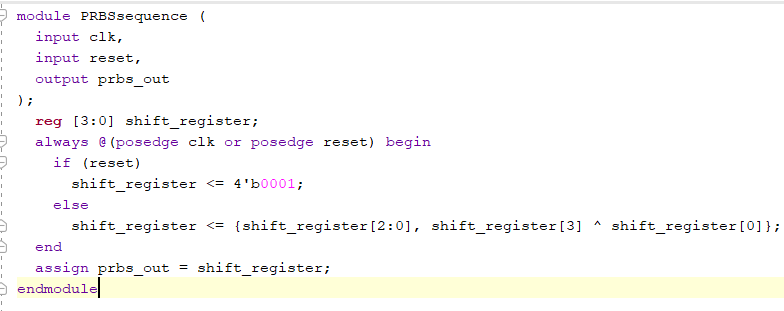 module PRBSsequence (
  input clk,
  input reset,
  output prbs_out
);
  reg [3:0] shift_register;
  always @(posedge clk or posedge reset) begin
    if (reset)
      shift_register <= 4'b0001;
    else
      shift_register <= {shift_register[2:0], shift_register[3] ^ shift_register[0]};
  end
  assign prbs_out = shift_register;
endmodule